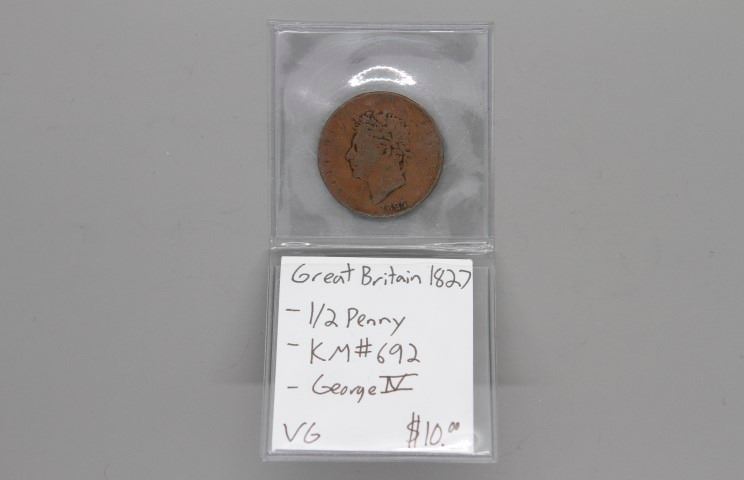 Great Britain 1827
- 1/2 Penny
- KM#692
- George IV
VG $10.00